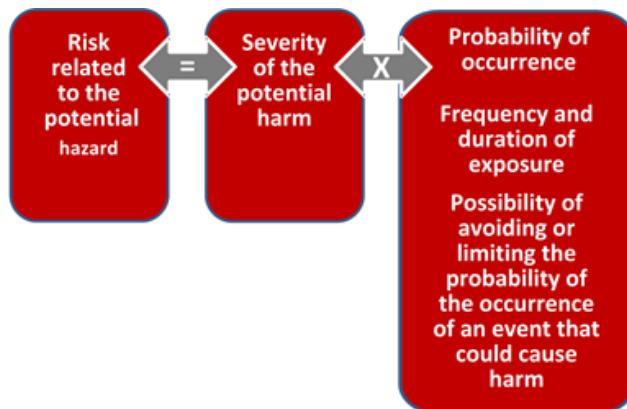 Risk
related
to the
potential
hazard
=
Severity
of the
potential
harm
X
Probability of
occurrence
Frequency and
duration of
exposure
Possibility of
avoiding or
limiting the
probability of
the occurrence
of an event that
could cause
harm